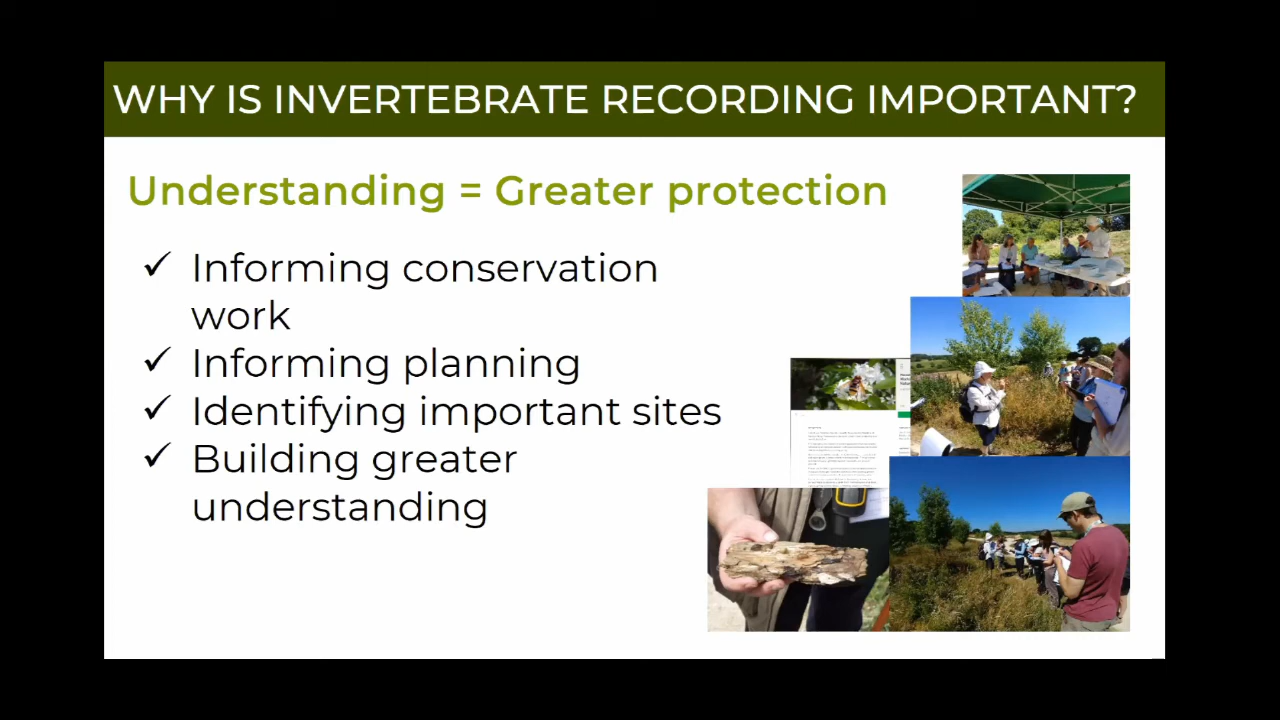 WHY IS INVERTEBRATE RECORDING IMPORTANT?
Understanding = Greater protection
✓ Informing conservation
work
✓ Informing planning
✓ Identifying important sites
✓ Building greater
understanding